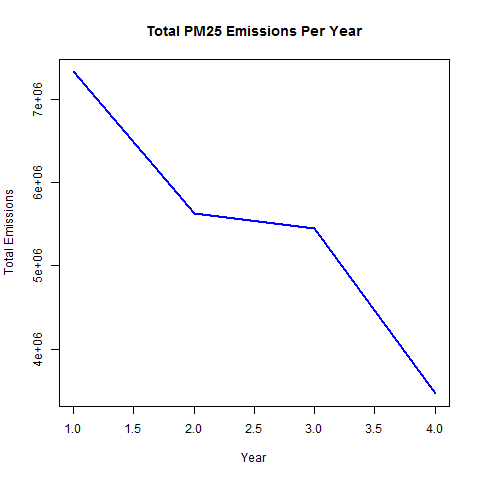 Total PM25 Emissions Per Year
7e+06
6e+06
5e+06
4e+06
Total Emissions
1.0 1.5 2.0 2.5 3.0 3.5 4.0
Year